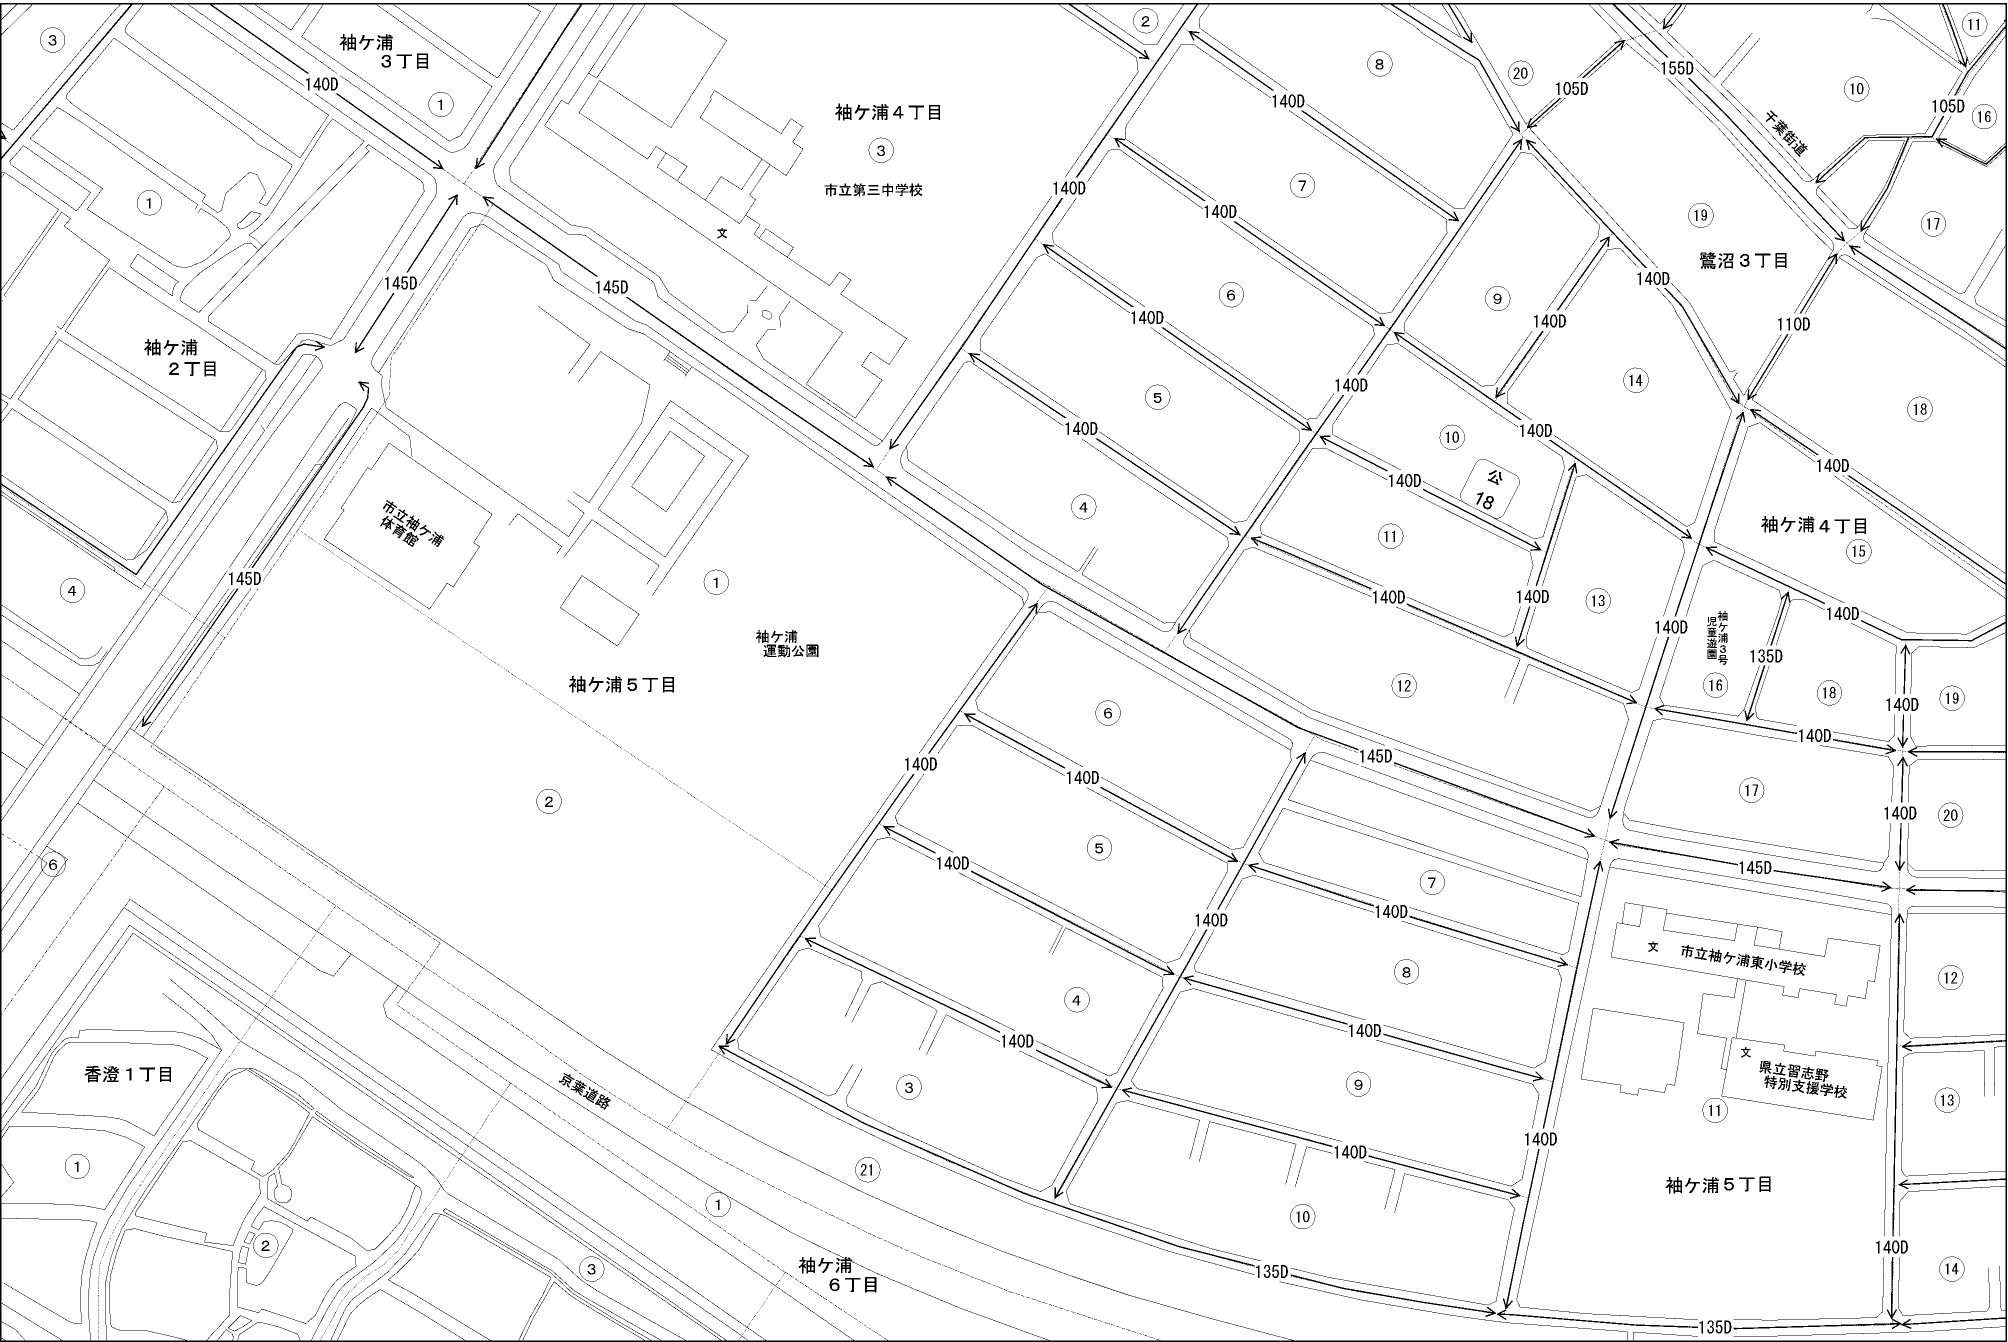 ③
袖ケ浦
3丁目
①
140D
②
⑧
⑳
155D
⑪
⑩
105D
105D
⑯
千葉街道
袖ケ浦4丁目
③
市立第三中学校
文
140D
140D
⑦
140D
⑲
⑰
鷺沼3丁目
①
145D
145D
袖ケ浦
2丁目
⑥
140D
⑨
140D
140D
110D
⑭
⑱
140D
⑤
140D
140D
⑩
140D
140D
公
18
140D
④
⑪
袖ケ浦4丁目
⑮
市立袖ケ浦
体育館
145D
④
①
袖ケ浦
運動公園
袖ケ浦5丁目
140D
140D
⑬
140D
袖ケ浦3号
児童遊園
135D
140D
⑯
⑱
140D
⑲
⑫
⑥
140D
140D
145D
140D
⑰
140D
⑳
②
⑤
140D
⑦
145D
⑥
140D
140D
文
市立袖ケ浦東小学校
⑫
④
⑧
140D
140D
香澄1丁目
京葉道路
③
⑨
文
県立習志野
特別支援学校
⑪
⑬
140D
140D
①
㉑
①
⑩
袖ケ浦5丁目
②
③
袖ケ浦
6丁目
135D
140D
⑭
135D